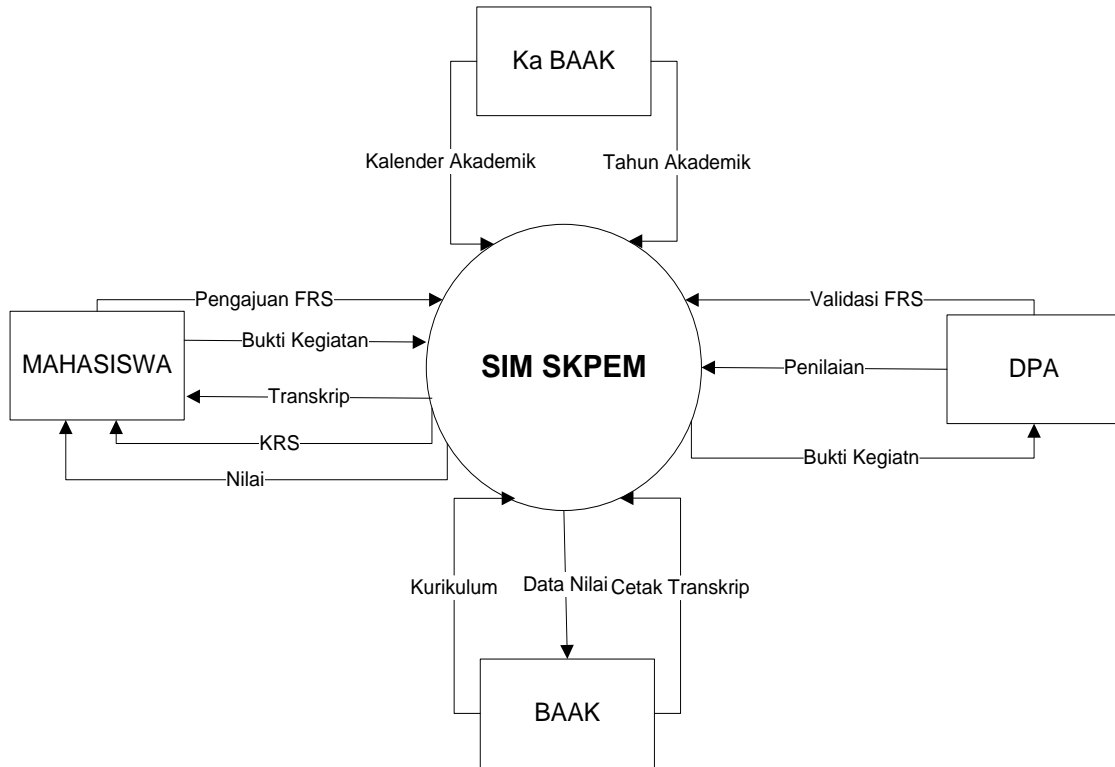 Ka BAAK
Kalender Akademik
Tahun Akademik
Pengajuan FRS
Validasi FRS
Bukti Kegiatan
MAHASISWA
SIM SKPEM
Penilaian
DPA
Transkrip
KRS
Bukti Kegiatn
Nilai
Kurikulum
Data Nilai
Cetak Transkrip
BAAK